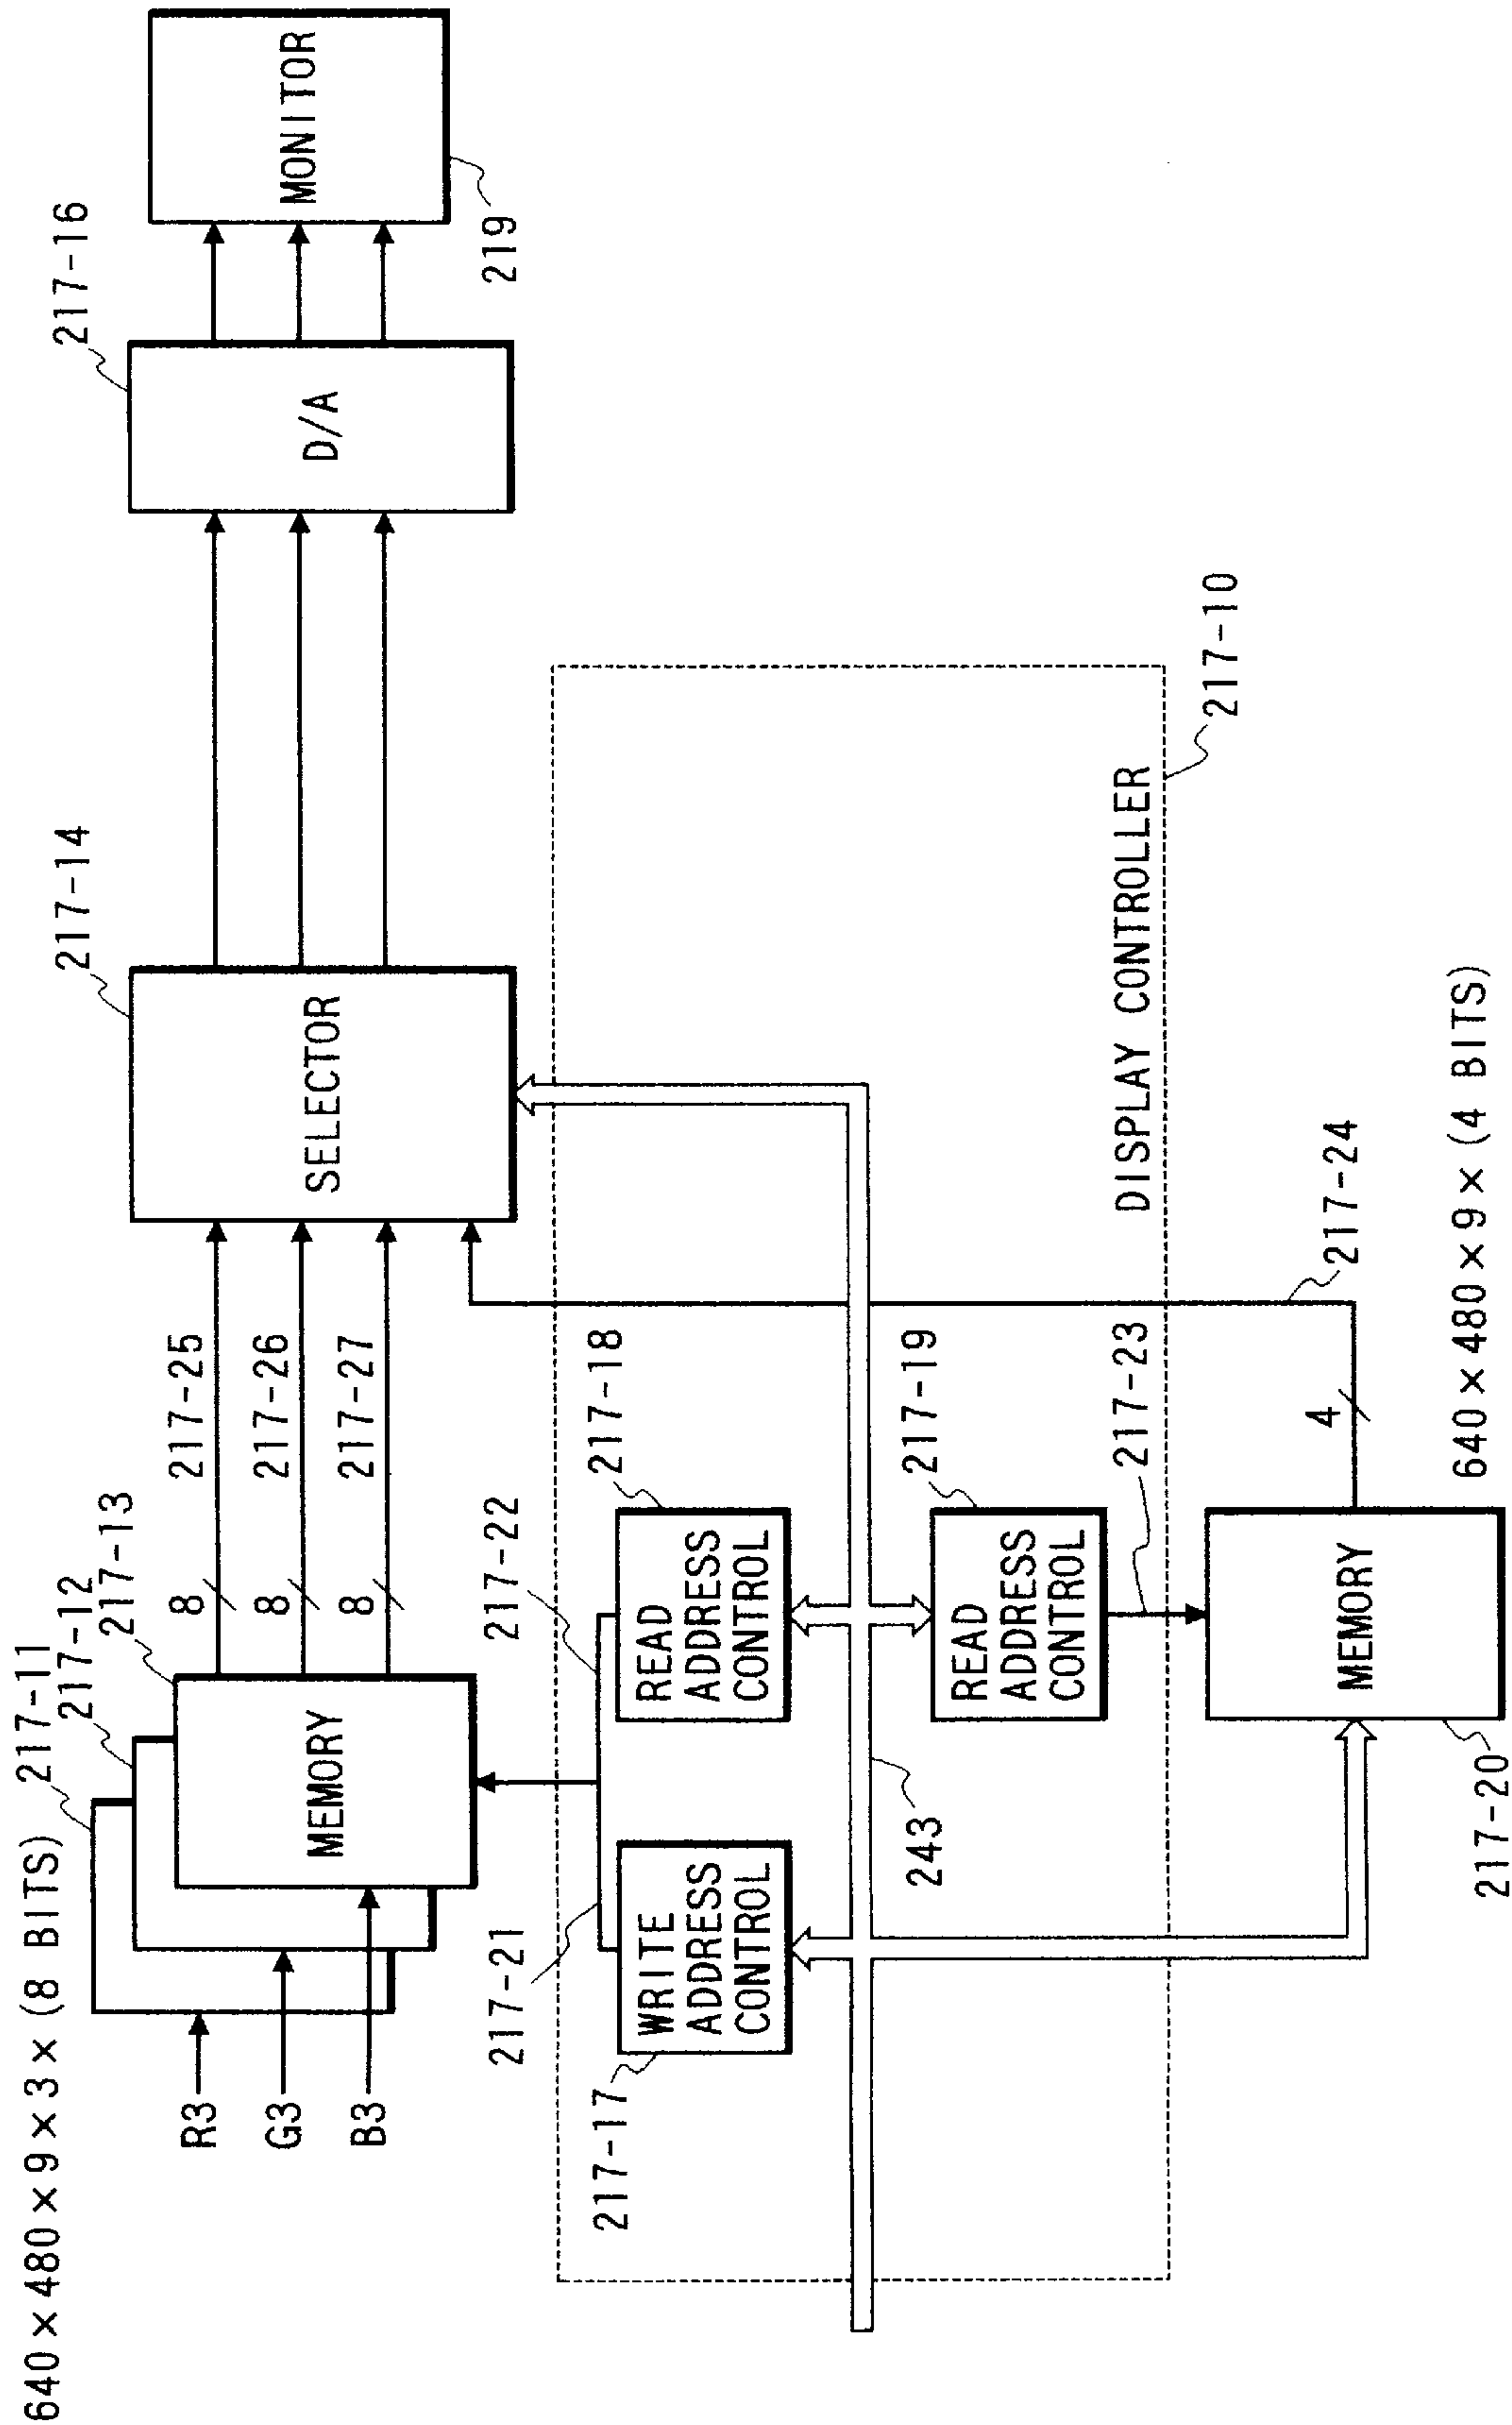 640×480×9×3×(8 BITS)
217-11
217-12
217-13
R3
G3
B3
MEMORY
8
8
8
217-25
217-26
217-27
217-14
SELECTOR
217-16
D/A
MONITOR
219
217-21
217-22
217-17
WRITE
ADDRESS
CONTROL
217-18
READ
ADDRESS
CONTROL
243
217-19
READ
ADDRESS
CONTROL
217-23
DISPLAY CONTROLLER
217-10
217-20
MEMORY
4
217-24
640×480×9×(4 BITS)